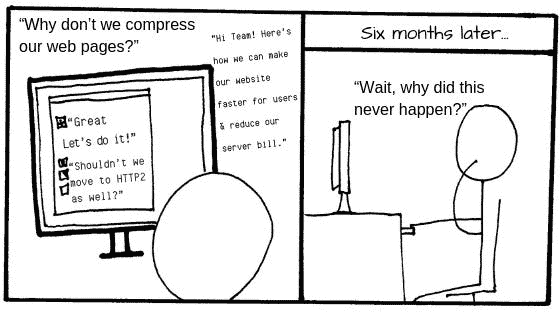 “Why don’t we compress
our web pages?”
"Hi Team! Here's
how we can make
our website
faster for users
& reduce our
server bill."
“Great
Let's do it!”
“Shouldn't we
move to HTTP2
as well?”
Six months later...
“Wait, why did this
never happen?”